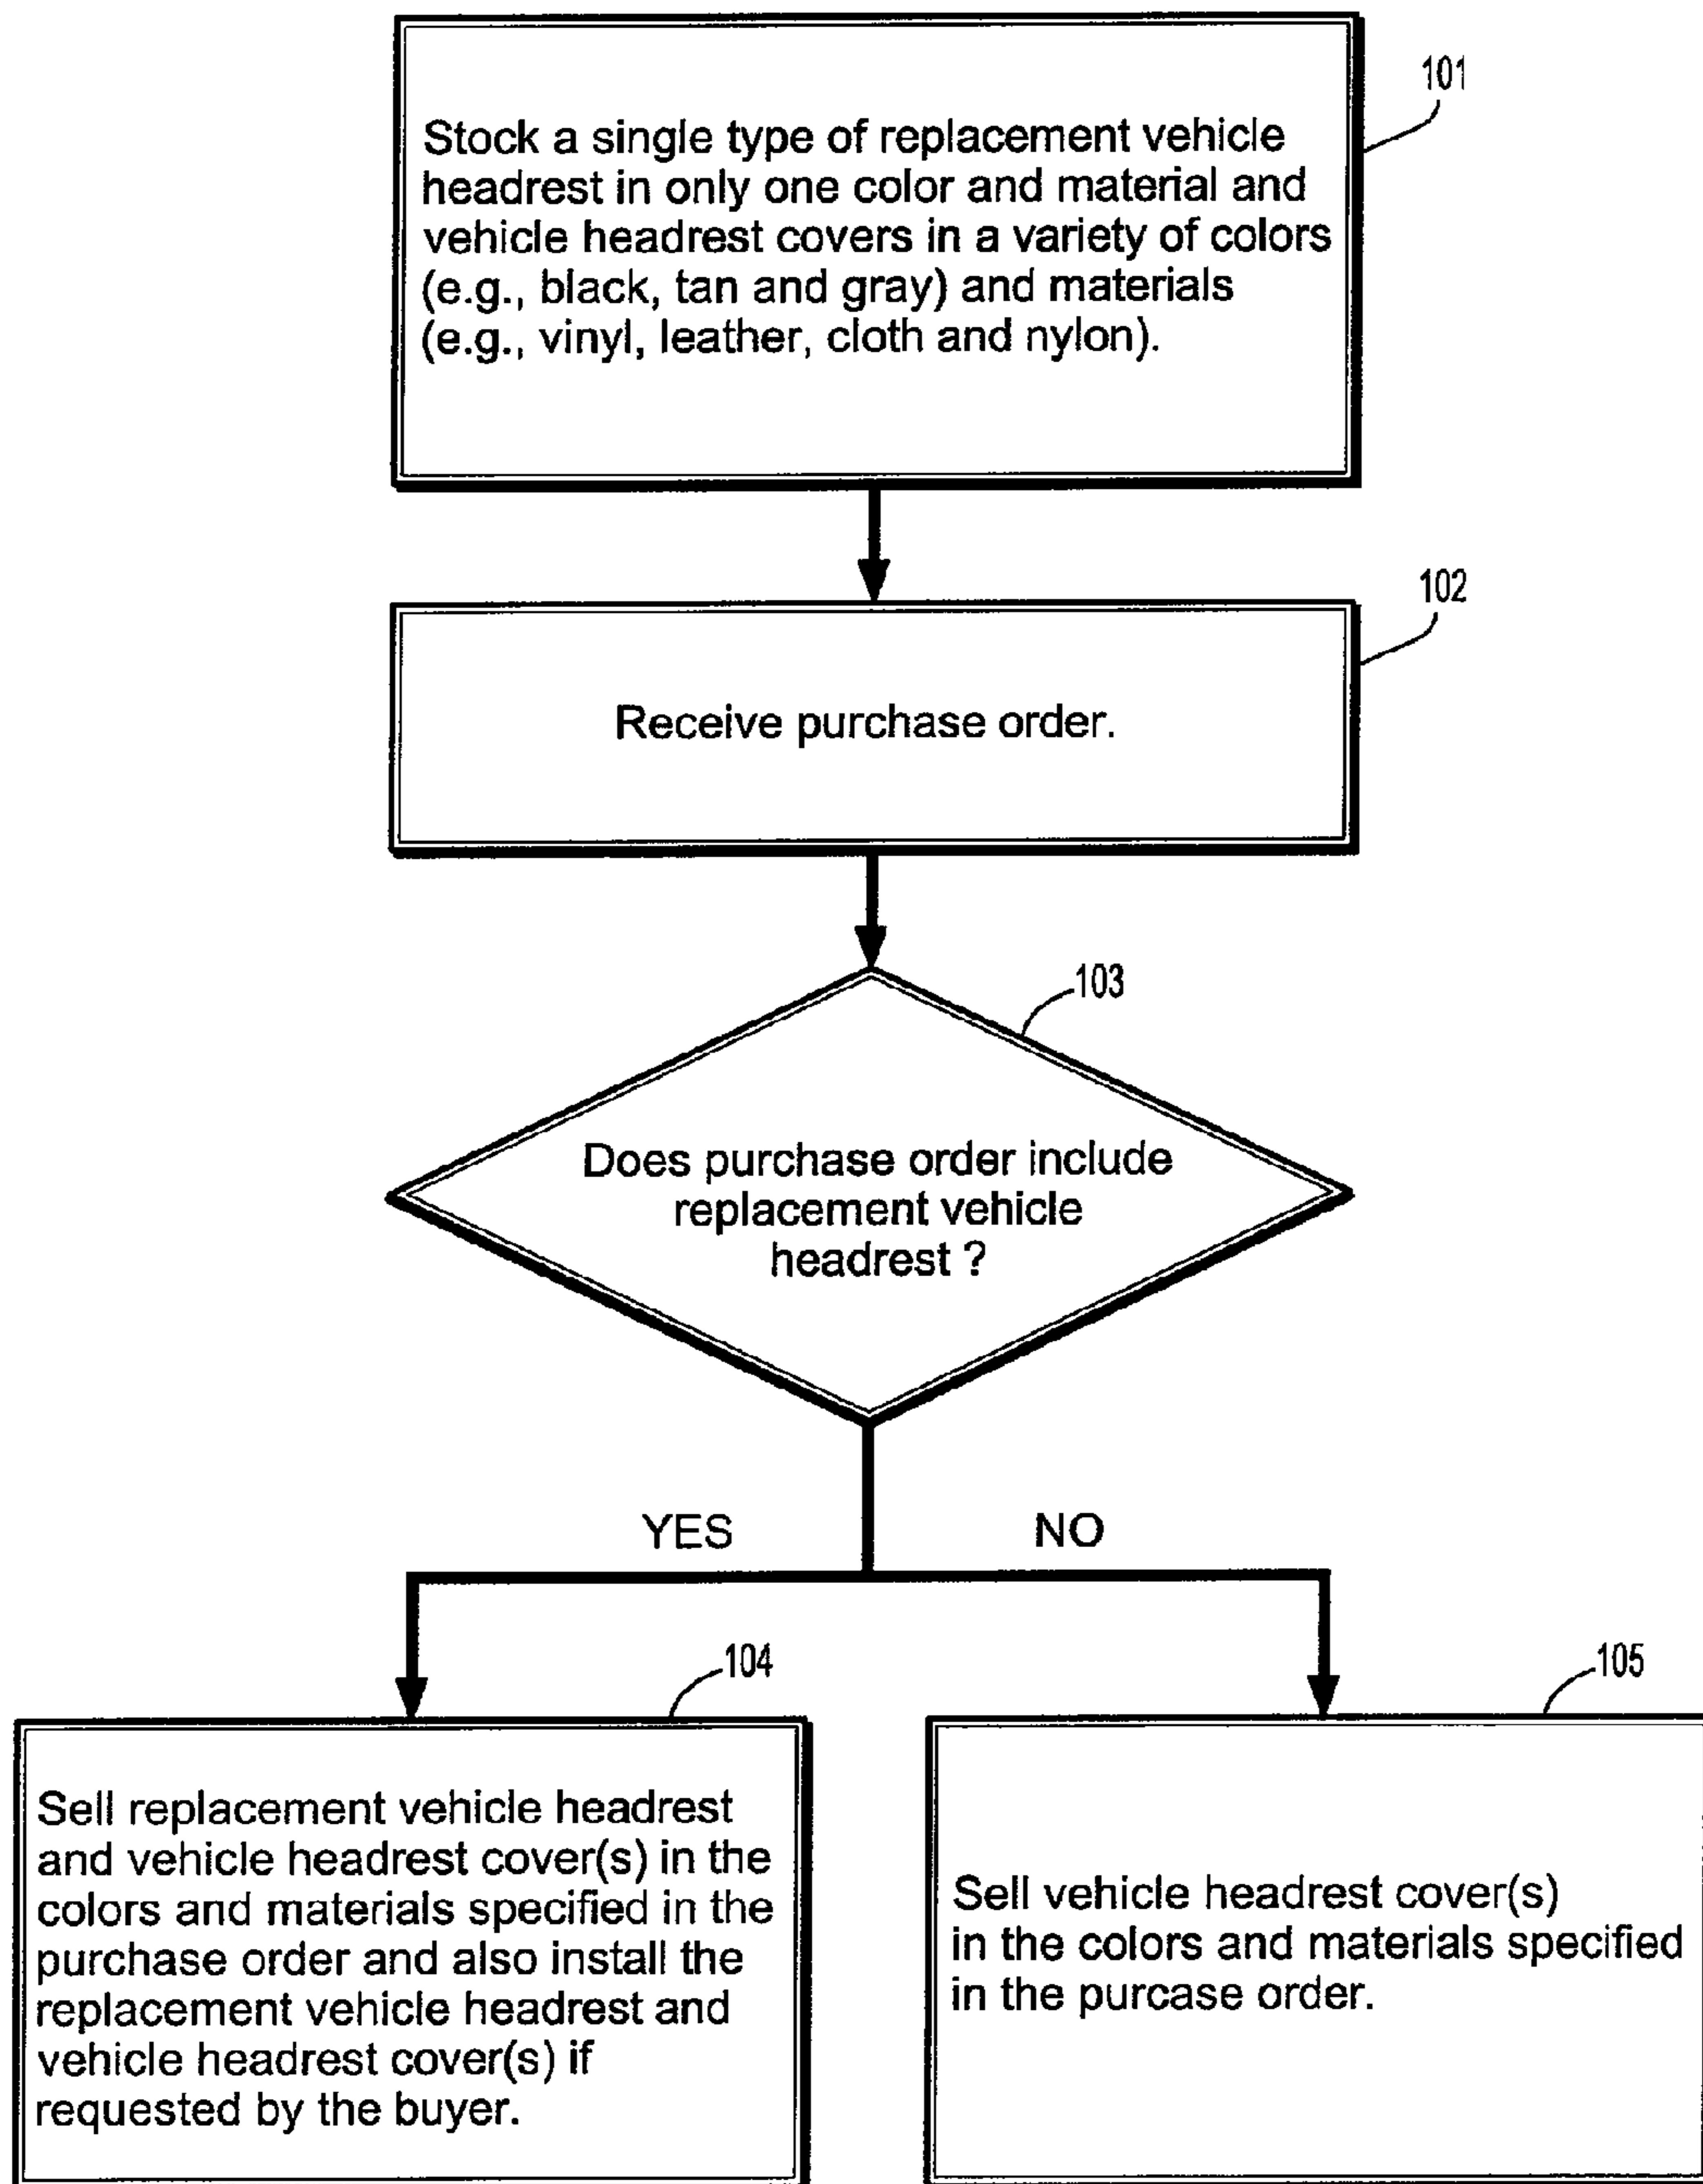 101
Stock a single type of replacement vehicle
headrest in only one color and material and
vehicle headrest covers in a variety of colors
(e.g., black, tan and gray) and materials
(e.g., vinyl, leather, cloth and nylon).
102
Receive purchase order.
103
Does purchase order include
replacement vehicle
headrest ?
YES
NO
104
Sell replacement vehicle headrest
and vehicle headrest cover(s) in the
colors and materials specified in the
purchase order and also install the
replacement vehicle headrest and
vehicle headrest cover(s) if
requested by the buyer.
105
Sell vehicle headrest cover(s)
in the colors and materials specified
in the purcase order.